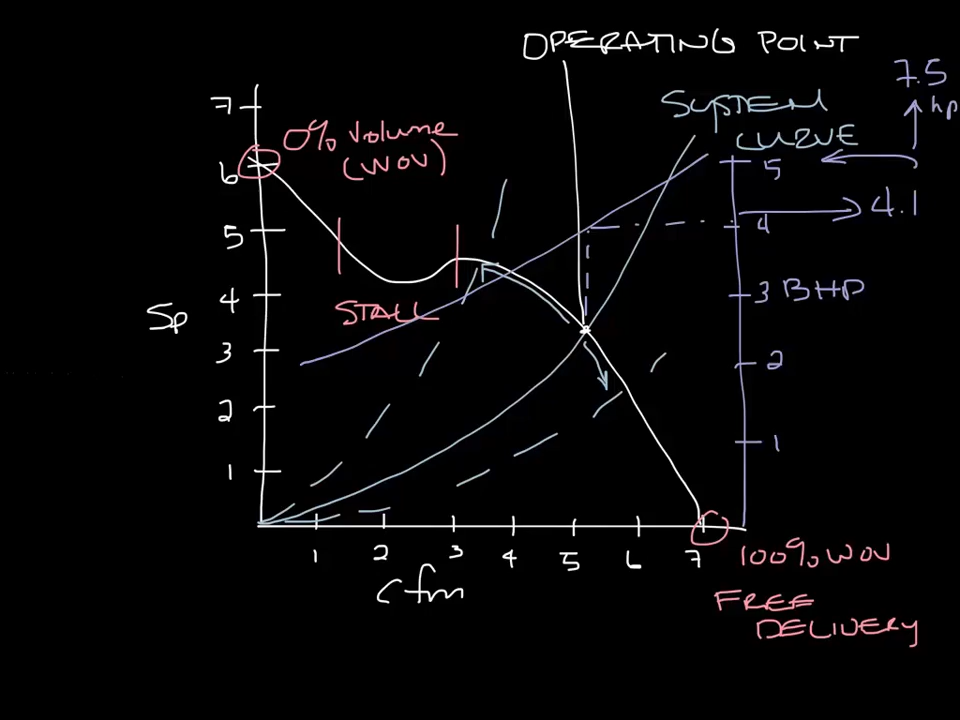 OPERATING POINT
7.5
hp
SYSTEM
CURVE
0% Volume
(WOV)
7
6
5
4
3
2
1
Sp
STALL
5
4.1
4
3 BHP
2
1
1 2 3 4 5 6 7
Cfm
100% WOV
FREE
DELIVERY